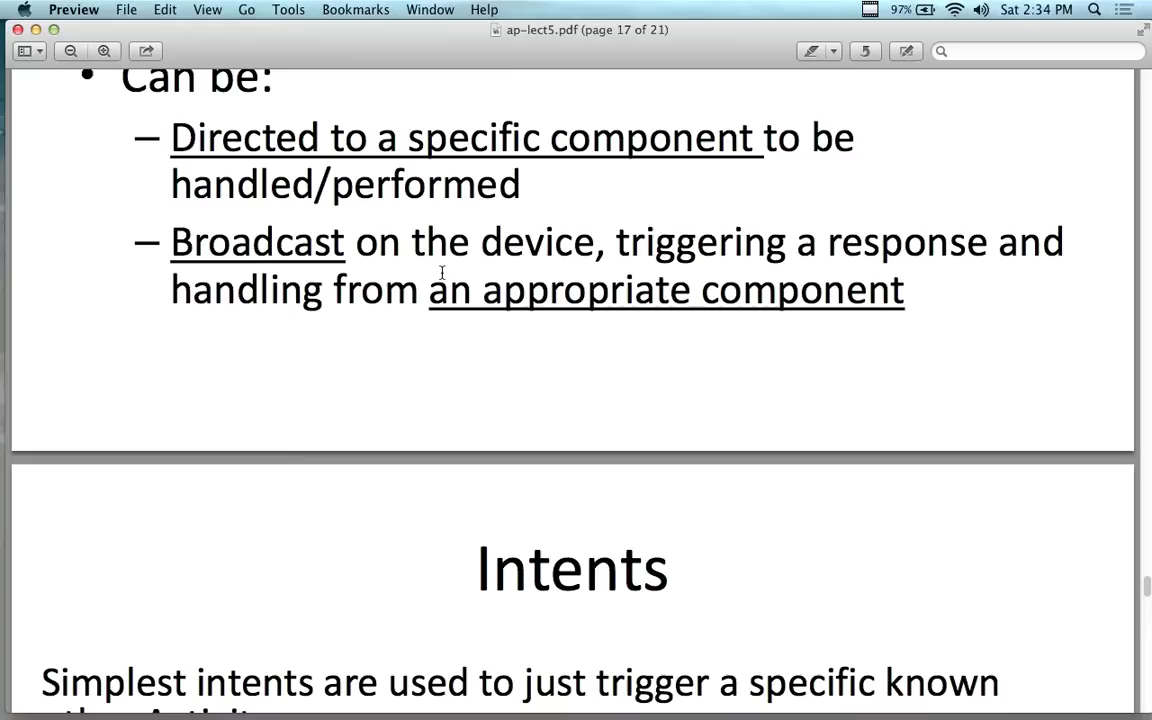 Preview File Edit View Go Tools Bookmarks Window Help 97% Sat 2:34 PM
ap-lect5.pdf (page 17 of 21)
5
• Can be:
– Directed to a specific component to be
handled/performed
– Broadcast on the device, triggering a response and
handling from an appropriate component
Intents
Simplest intents are used to just trigger a specific known